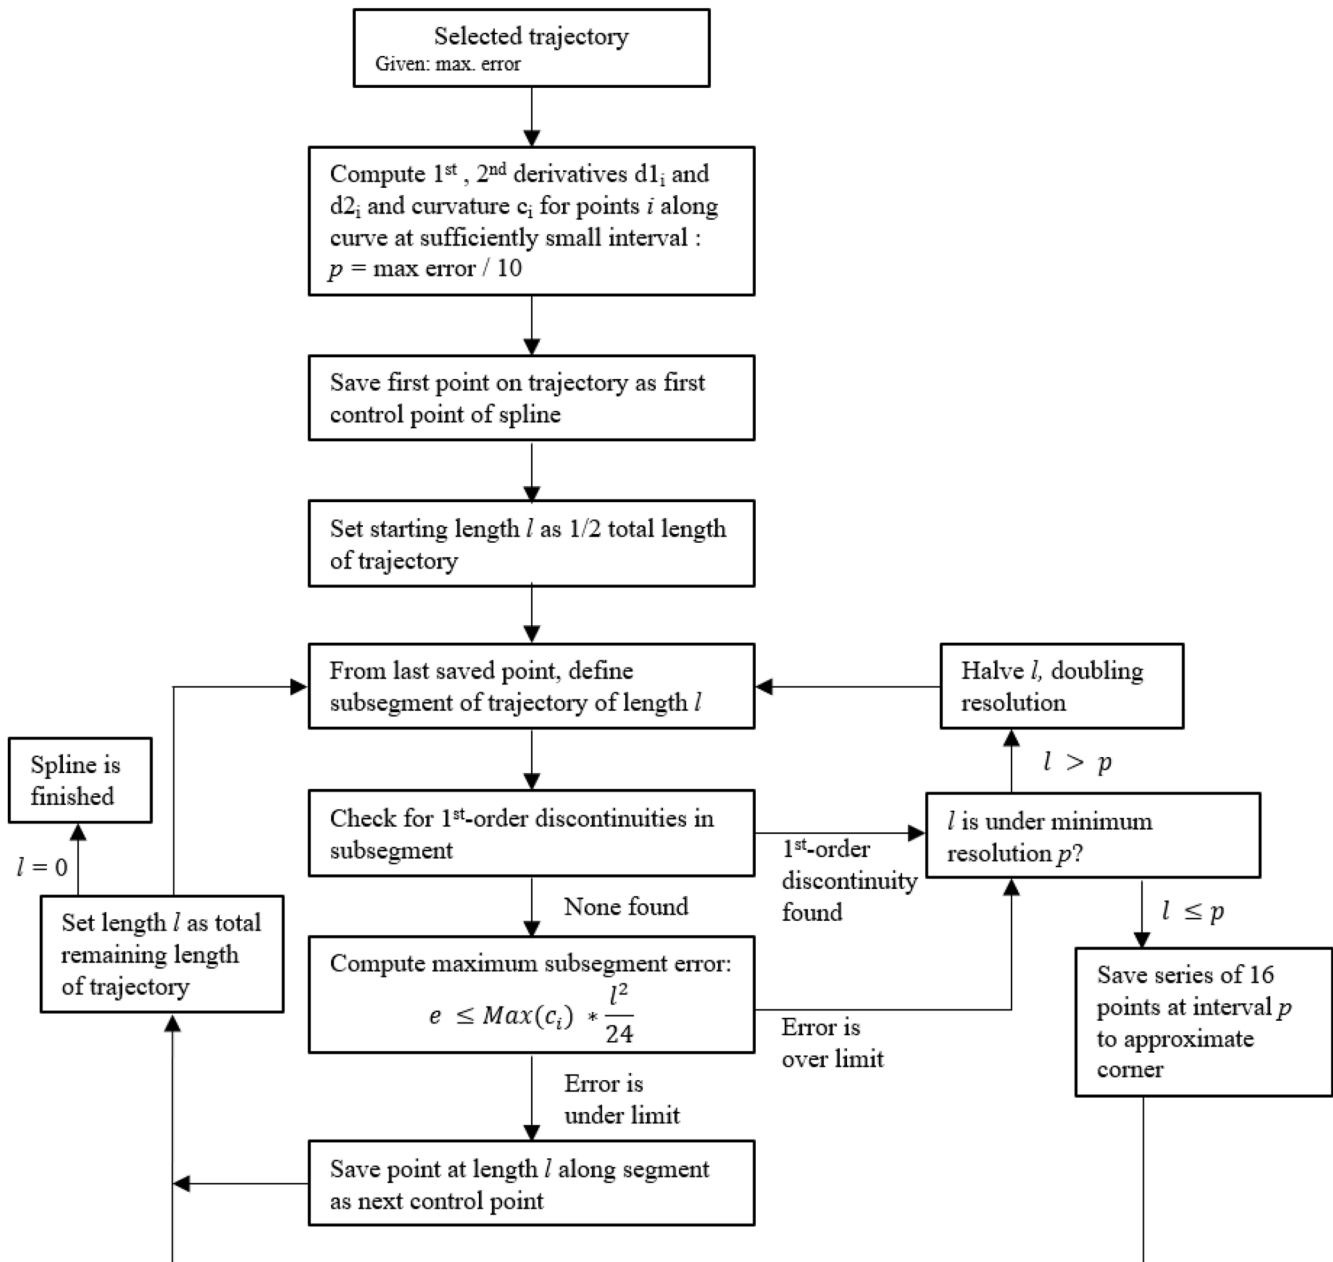 Selected trajectory
Given: max. error
Compute 1st , 2nd derivatives d1i and
d2i and curvature ci for points i along
curve at sufficiently small interval :
p = max error / 10
Save first point on trajectory as first
control point of spline
Set starting length l as 1/2 total length
of trajectory
From last saved point, define
subsegment of trajectory of length l
Halve l, doubling
resolution
l > p
Spline is
finished
l = 0
Check for 1st-order discontinuities in
subsegment
1st-order
discontinuity
found
l is under minimum
resolution p?
l ≤ p
None found
Set length l as total
remaining length
of trajectory
Compute maximum subsegment error:
e ≤ Max(ci) * l²/24
Error is
over limit
Save series of 16
points at interval p
to approximate
corner
Error is
under limit
Save point at length l along segment
as next control point